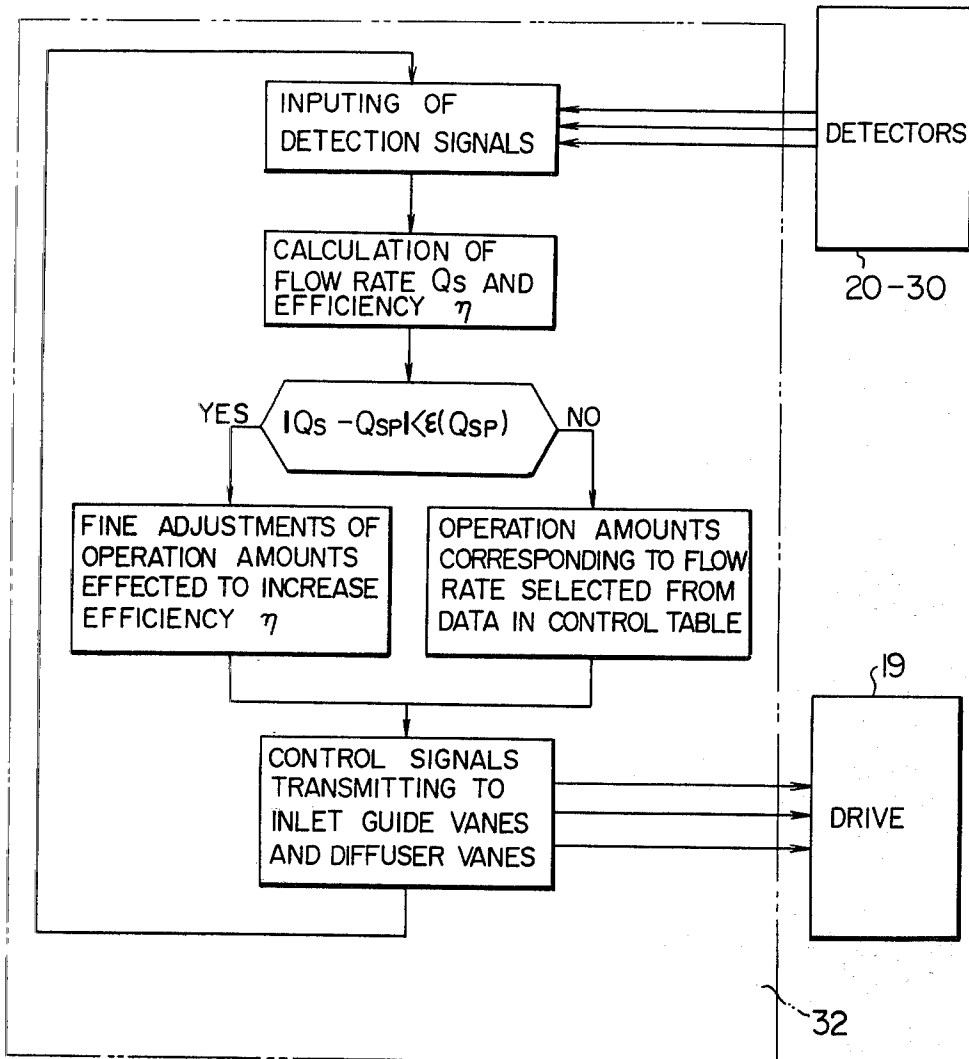 INPUTING OF
DETECTION SIGNALS
DETECTORS
20-30
CALCULATION OF
FLOW RATE Qs AND
EFFICIENCY η
YES
|Qs - Qsp|<ε(Qsp)
NO
FINE ADJUSTMENTS OF
OPERATION AMOUNTS
EFFECTED TO INCREASE
EFFICIENCY η
OPERATION AMOUNTS
CORRESPONDING TO FLOW
RATE SELECTED FROM
DATA IN CONTROL TABLE
19
CONTROL SIGNALS
TRANSMITTING TO
INLET GUIDE VANES
AND DIFFUSER VANES
DRIVE
32